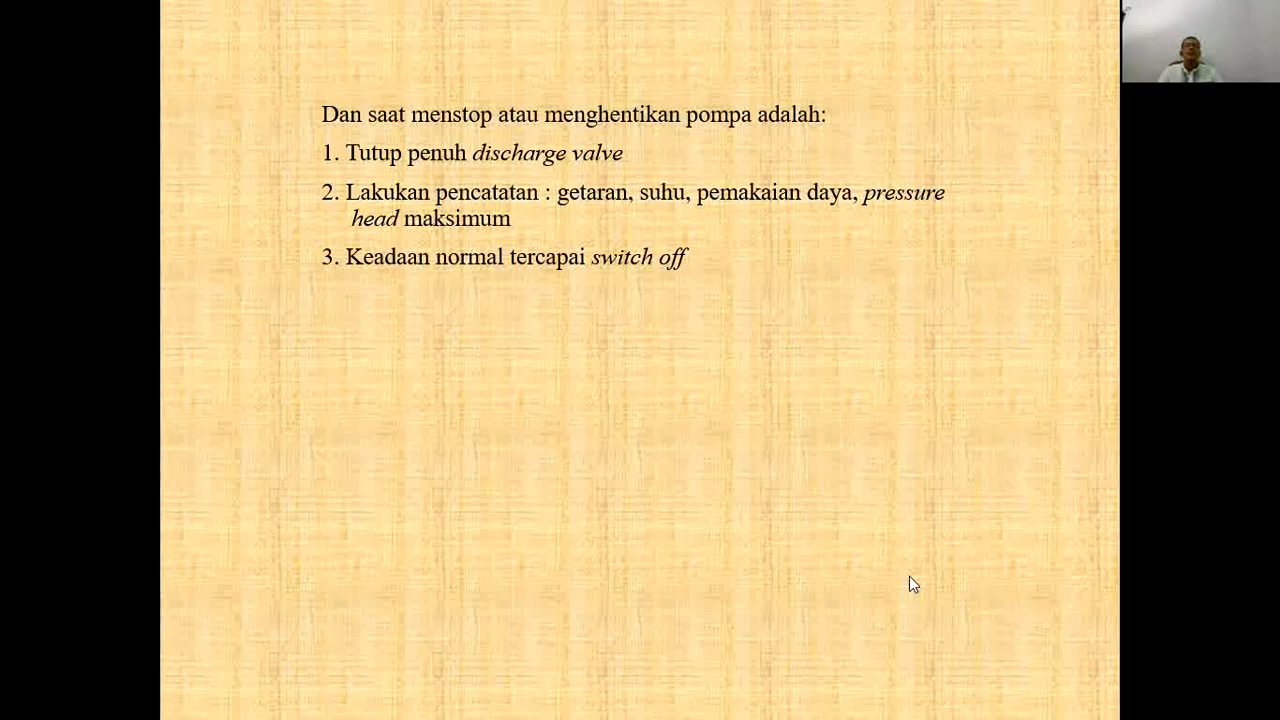 Dan saat menstop atau menghentikan pompa adalah:
1. Tutup penuh discharge valve
2. Lakukan pencatatan : getaran, suhu, pemakaian daya, pressure
head maksimum
3. Keadaan normal tercapai switch off